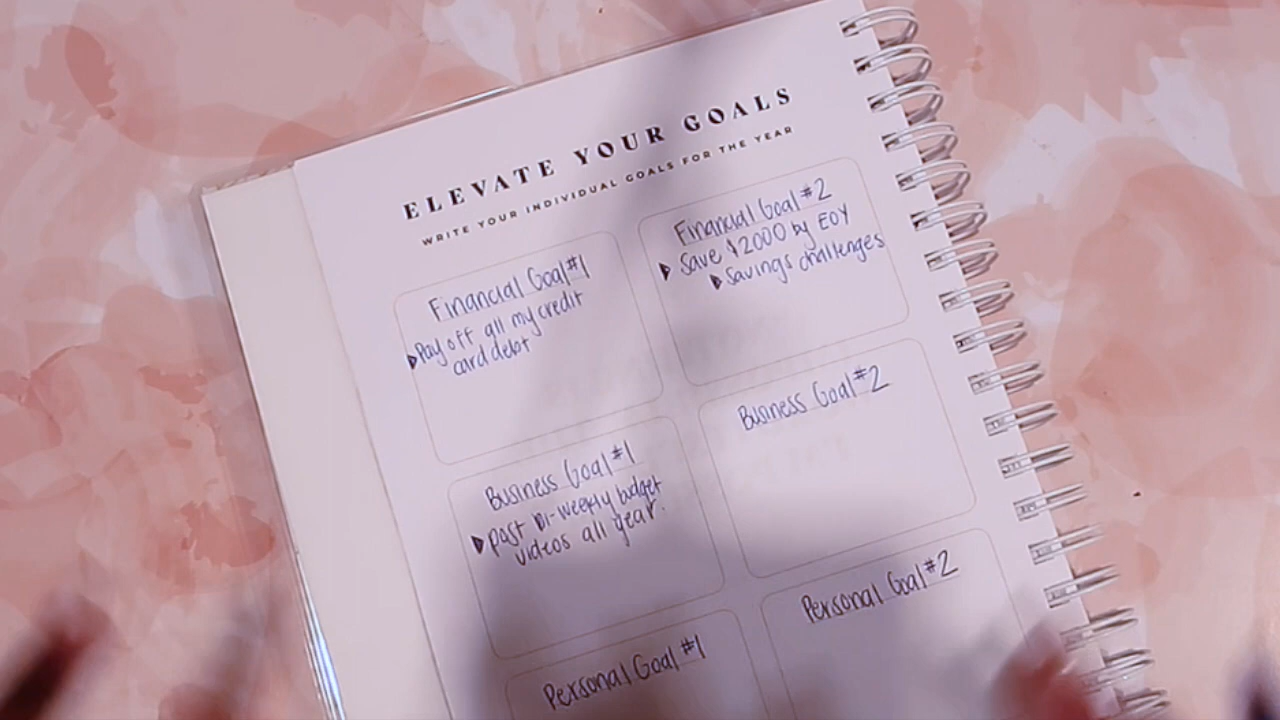 ELEVATE YOUR GOALS
WRITE YOUR INDIVIDUAL GOALS FOR THE YEAR
Financial Goal #1
Pay off all my credit
card debt
Financial Goal #2
Save $2000 by EOY
Savings challenges
Business Goal #1
post bi-weekly budget
videos all year.
Business Goal #2
Personal Goal #1
Personal Goal #2